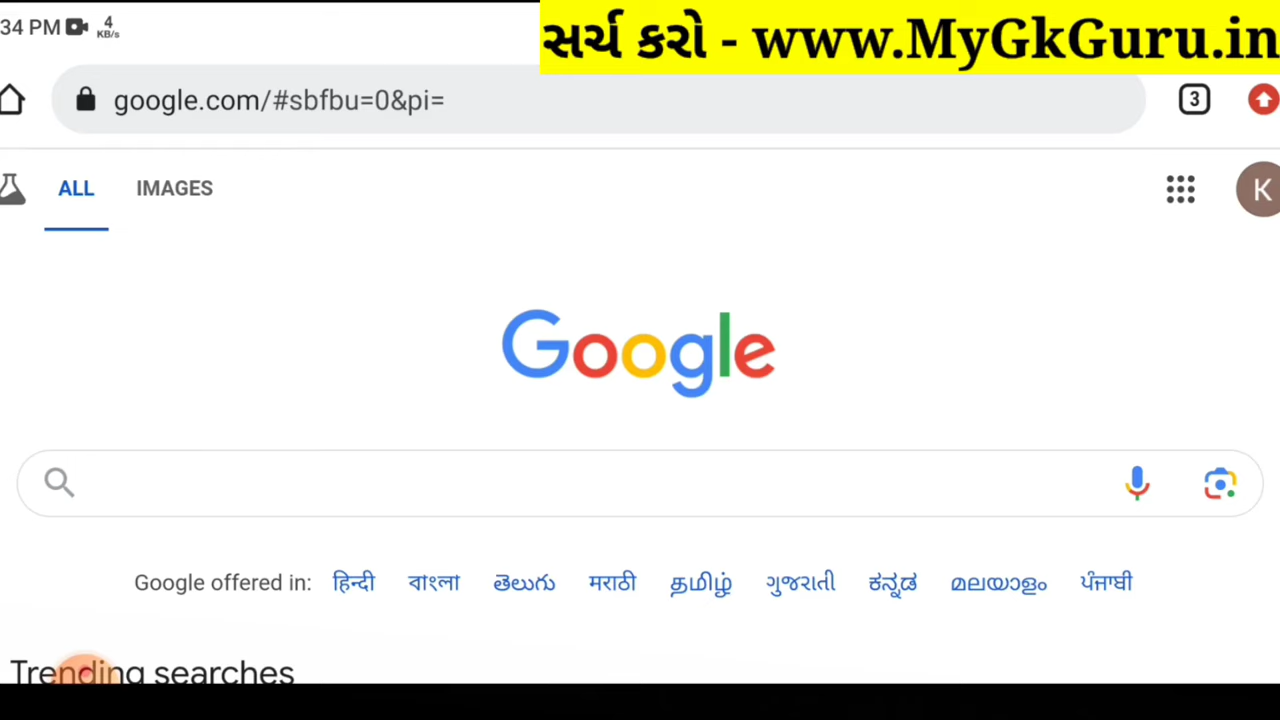 34 PM 4 KB/s
સર્ચ કરો - www.MyGkGuru.in
google.com/#sbfbu=0&pi=
3
ALL IMAGES
K
Google
Google offered in: हिन्दी বাংলা తెలుగు मराठी தமிழ் ગુજરાતી ಕನ್ನಡ മലയാളം ਪੰਜਾਬੀ
Trending searches